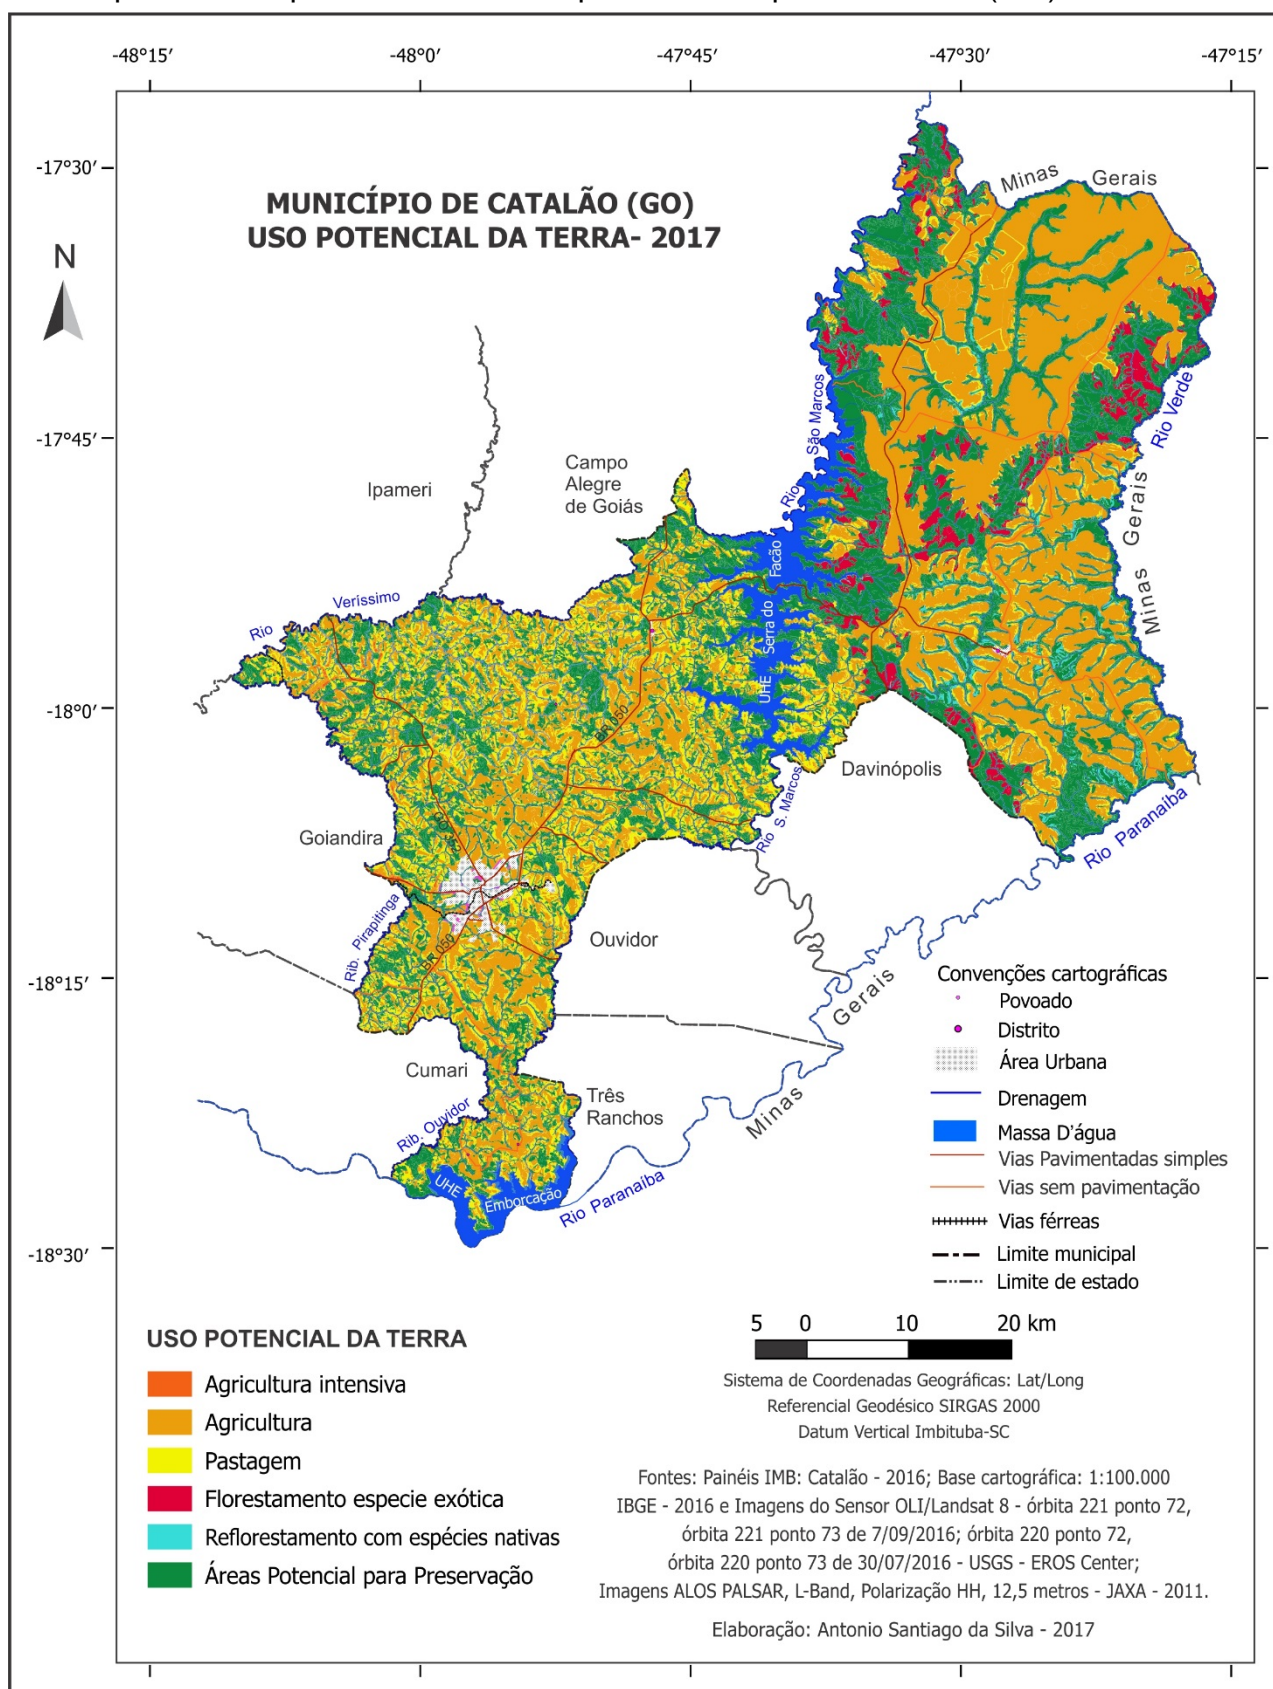 -48°15′ -48°0′ -47°45′ -47°30′ -47°15′
-17°30′
-17°45′
-18°0′
-18°15′
-18°30′
MUNICÍPIO DE CATALÃO (GO)
USO POTENCIAL DA TERRA- 2017
N
Minas Gerais
Rio Verde
Minas Gerais
Rio São Marcos
Campo
Alegre
de Goiás
Ipameri
Rio Veríssimo
UHE Serra do Facão
BR 050
Davinópolis
Rio S. Marcos
Rio Paranaíba
Goiandira
Rib. Pirapitinga
BR 050
Ouvidor
Minas Gerais
Cumari
Três
Ranchos
Rib. Ouvidor
UHE Emborcação
Rio Paranaíba
Convenções cartográficas
Povoado
Distrito
Área Urbana
Drenagem
Massa D'água
Vias Pavimentadas simples
Vias sem pavimentação
Vias férreas
Limite municipal
Limite de estado
5 0 10 20 km
Sistema de Coordenadas Geográficas: Lat/Long
Referencial Geodésico SIRGAS 2000
Datum Vertical Imbituba-SC
USO POTENCIAL DA TERRA
Agricultura intensiva
Agricultura
Pastagem
Florestamento especie exótica
Reflorestamento com espécies nativas
Áreas Potencial para Preservação
Fontes: Painéis IMB: Catalão - 2016; Base cartográfica: 1:100.000
IBGE - 2016 e Imagens do Sensor OLI/Landsat 8 - órbita 221 ponto 72,
órbita 221 ponto 73 de 7/09/2016; órbita 220 ponto 72,
órbita 220 ponto 73 de 30/07/2016 - USGS - EROS Center;
Imagens ALOS PALSAR, L-Band, Polarização HH, 12,5 metros - JAXA - 2011.
Elaboração: Antonio Santiago da Silva - 2017